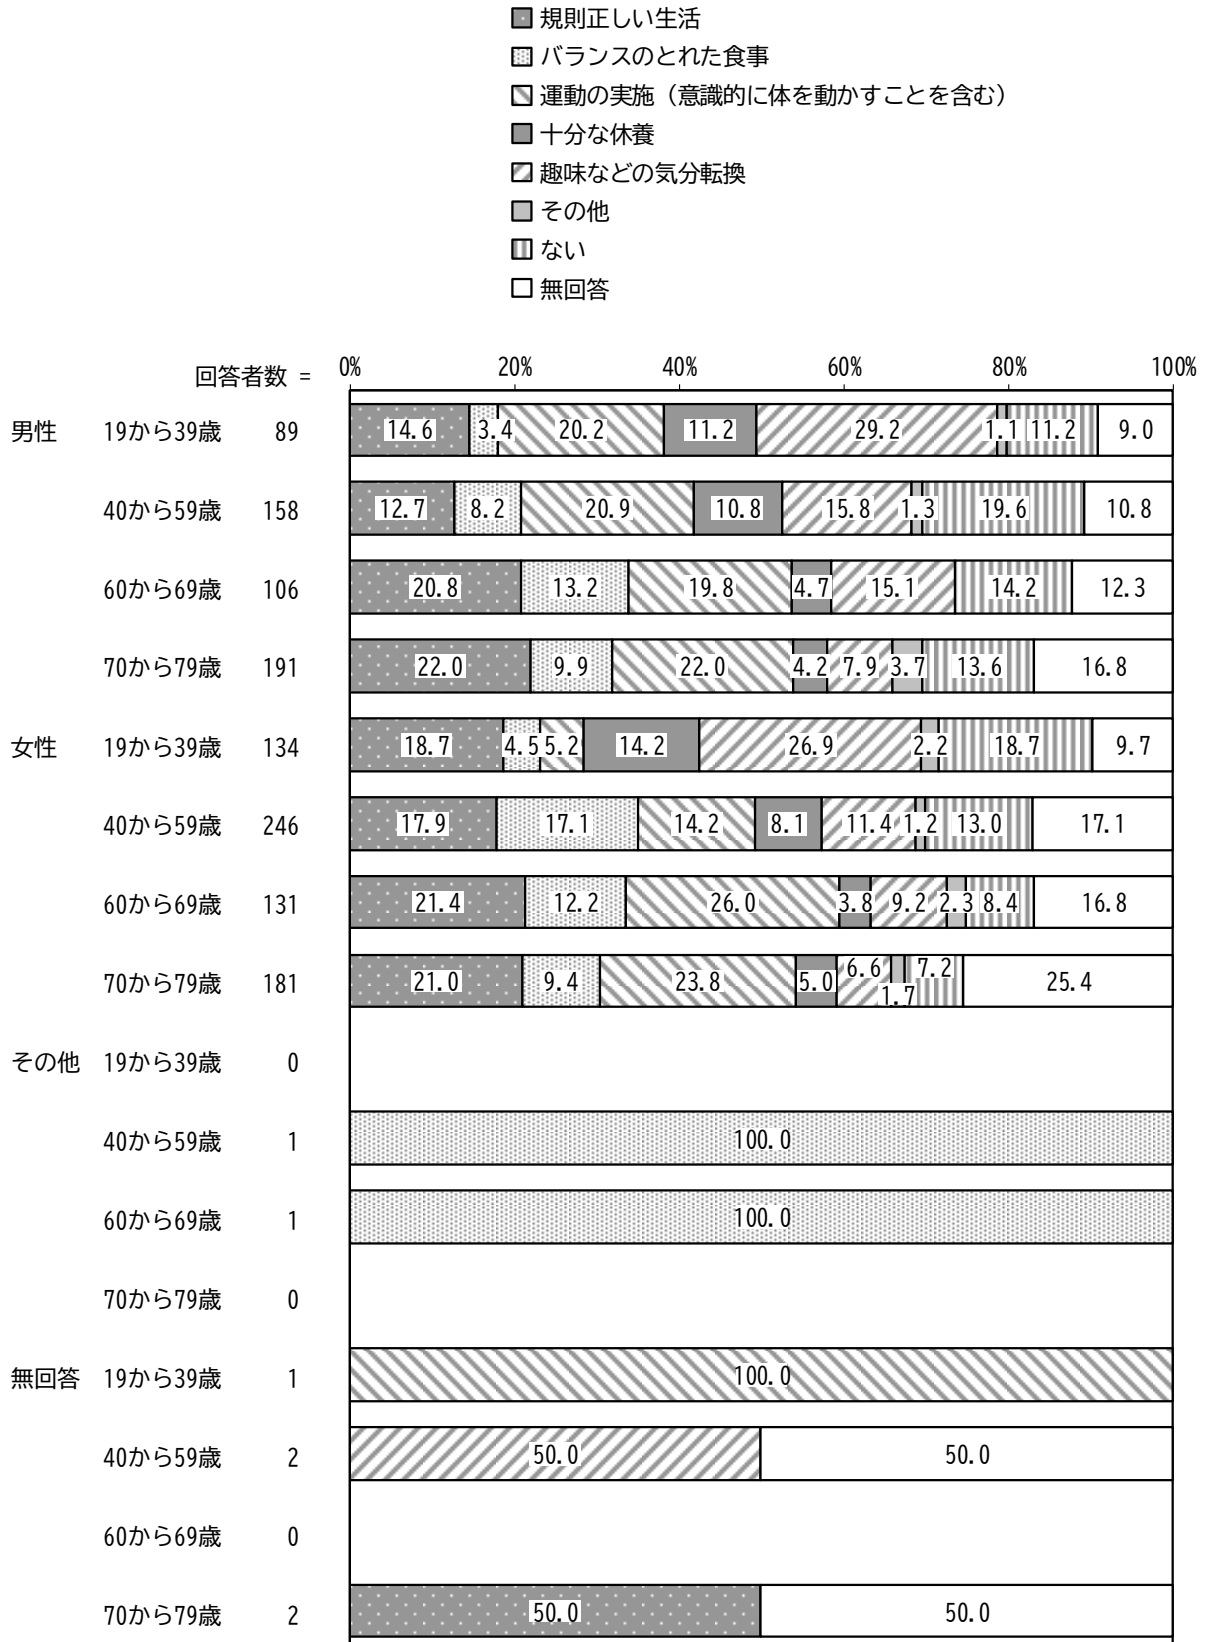 規則正しい生活
バランスのとれた食事
運動の実施（意識的に体を動かすことを含む）
十分な休養
趣味などの気分転換
その他
ない
無回答
回答者数 = 0% 20% 40% 60% 80% 100%
男性 19から39歳 89 14.6 3.4 20.2 11.2 29.2 1.1 11.2 9.0
40から59歳 158 12.7 8.2 20.9 10.8 15.8 1.3 19.6 10.8
60から69歳 106 20.8 13.2 19.8 4.7 15.1 14.2 12.3
70から79歳 191 22.0 9.9 22.0 4.2 7.9 3.7 13.6 16.8
女性 19から39歳 134 18.7 4.5 5.2 14.2 26.9 2.2 18.7 9.7
40から59歳 246 17.9 17.1 14.2 8.1 11.4 1.2 13.0 17.1
60から69歳 131 21.4 12.2 26.0 3.8 9.2 2.3 8.4 16.8
70から79歳 181 21.0 9.4 23.8 5.0 6.6 1.7 7.2 25.4
その他 19から39歳 0
40から59歳 1 100.0
60から69歳 1 100.0
70から79歳 0
無回答 19から39歳 1 100.0
40から59歳 2 50.0 50.0
60から69歳 0
70から79歳 2 50.0 50.0